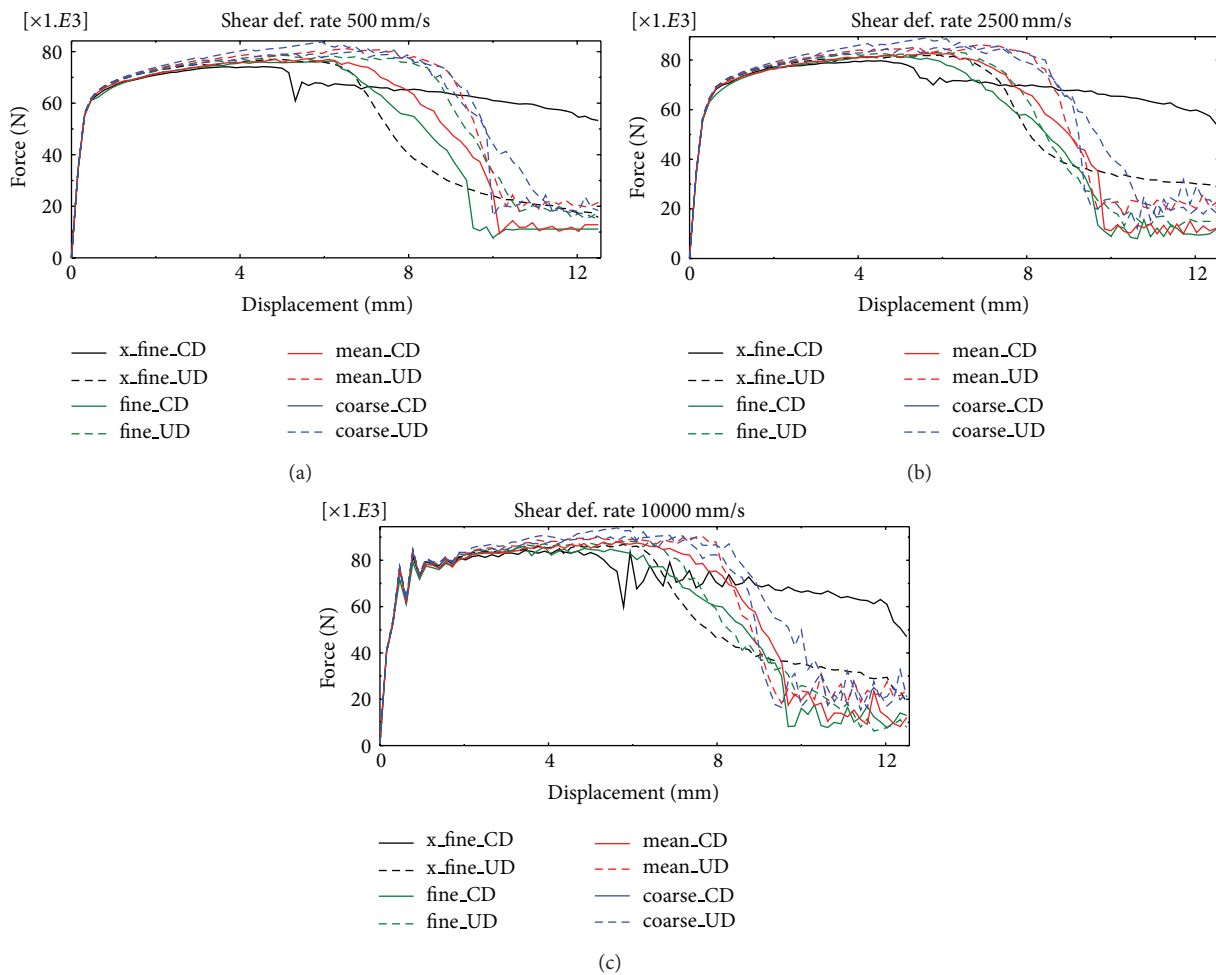 [×1.E3]
Shear def. rate 500 mm/s
80
60
40
20
0
Force (N)
0 4 8 12
Displacement (mm)
x_fine_CD
x_fine_UD
fine_CD
fine_UD
mean_CD
mean_UD
coarse_CD
coarse_UD
(a)
[×1.E3]
Shear def. rate 2500 mm/s
80
60
40
20
0
Force (N)
0 4 8 12
Displacement (mm)
x_fine_CD
x_fine_UD
fine_CD
fine_UD
mean_CD
mean_UD
coarse_CD
coarse_UD
(b)
[×1.E3]
Shear def. rate 10000 mm/s
80
60
40
20
0
Force (N)
0 4 8 12
Displacement (mm)
x_fine_CD
x_fine_UD
fine_CD
fine_UD
mean_CD
mean_UD
coarse_CD
coarse_UD
(c)